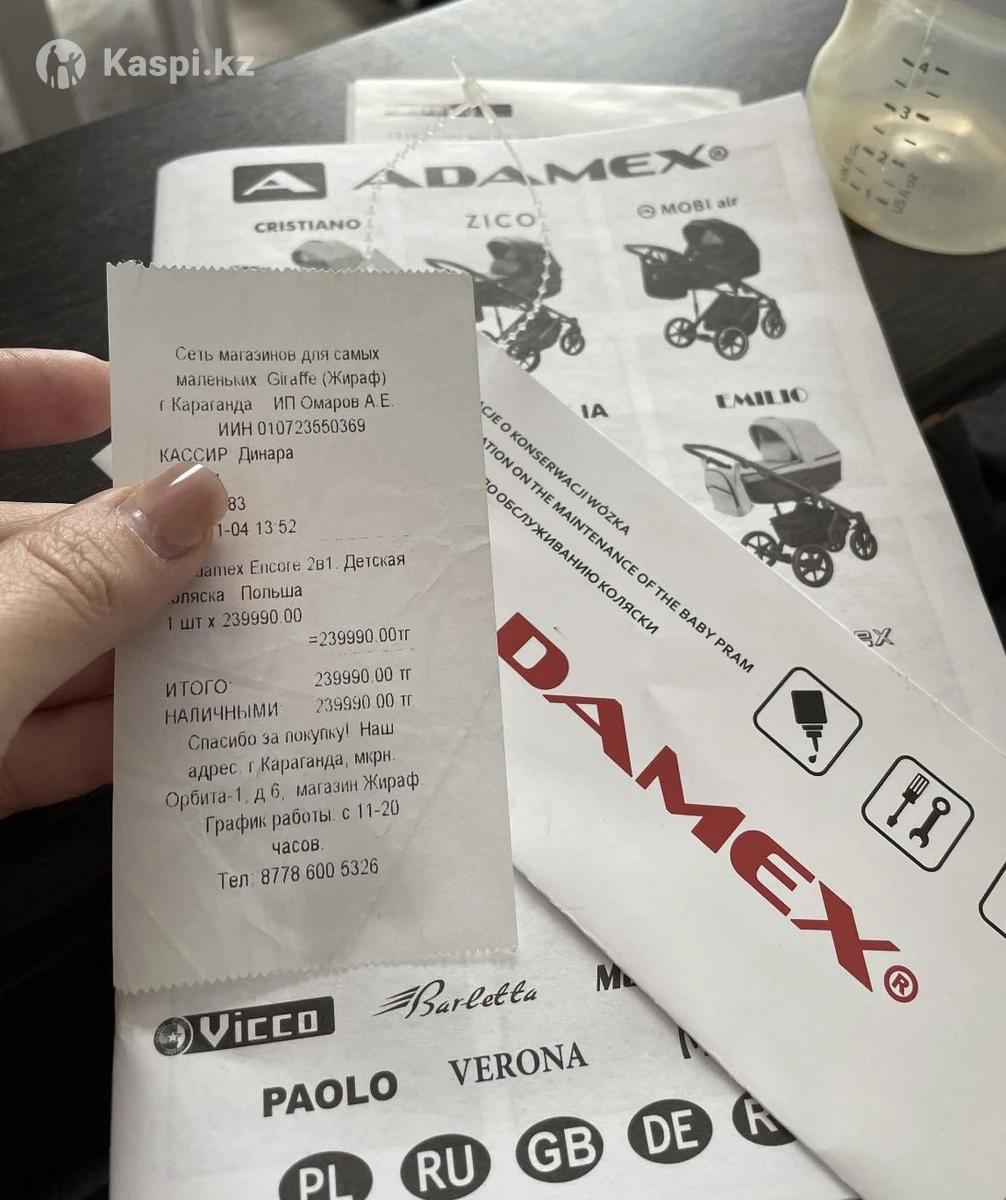 Kaspi.kz
A ADAMEX®
CRISTIANO
ZICO
MOBI air
EMILIO
Сеть магазинов для самых
маленьких: Giraffe (Жираф)
г Караганда ИП Омаров А.Е.
ИИН 010723550369
КАССИР Динара
83
1-04 13:52
Encore 2в1. Детская
Польша
1 шт х 239990.00
=239990.00тг
ИТОГО: 239990.00 тг
НАЛИЧНЫМИ: 239990.00 тг
Спасибо за покупку! Наш
адрес: г.Караганда, мкрн.
Орбита-1, д 6, магазин Жираф.
График работы: с 11-20
часов.
Тел: 8778 600 5326
O KONSERWACJI WÓZKA
ON THE MAINTENANCE OF THE BABY PRAM
ОБСЛУЖИВАНИЮ КОЛЯСКИ
DAMEX®
Vicco
Barletta
PAOLO
VERONA
PL
RU
GB
DE
4
3
2
1